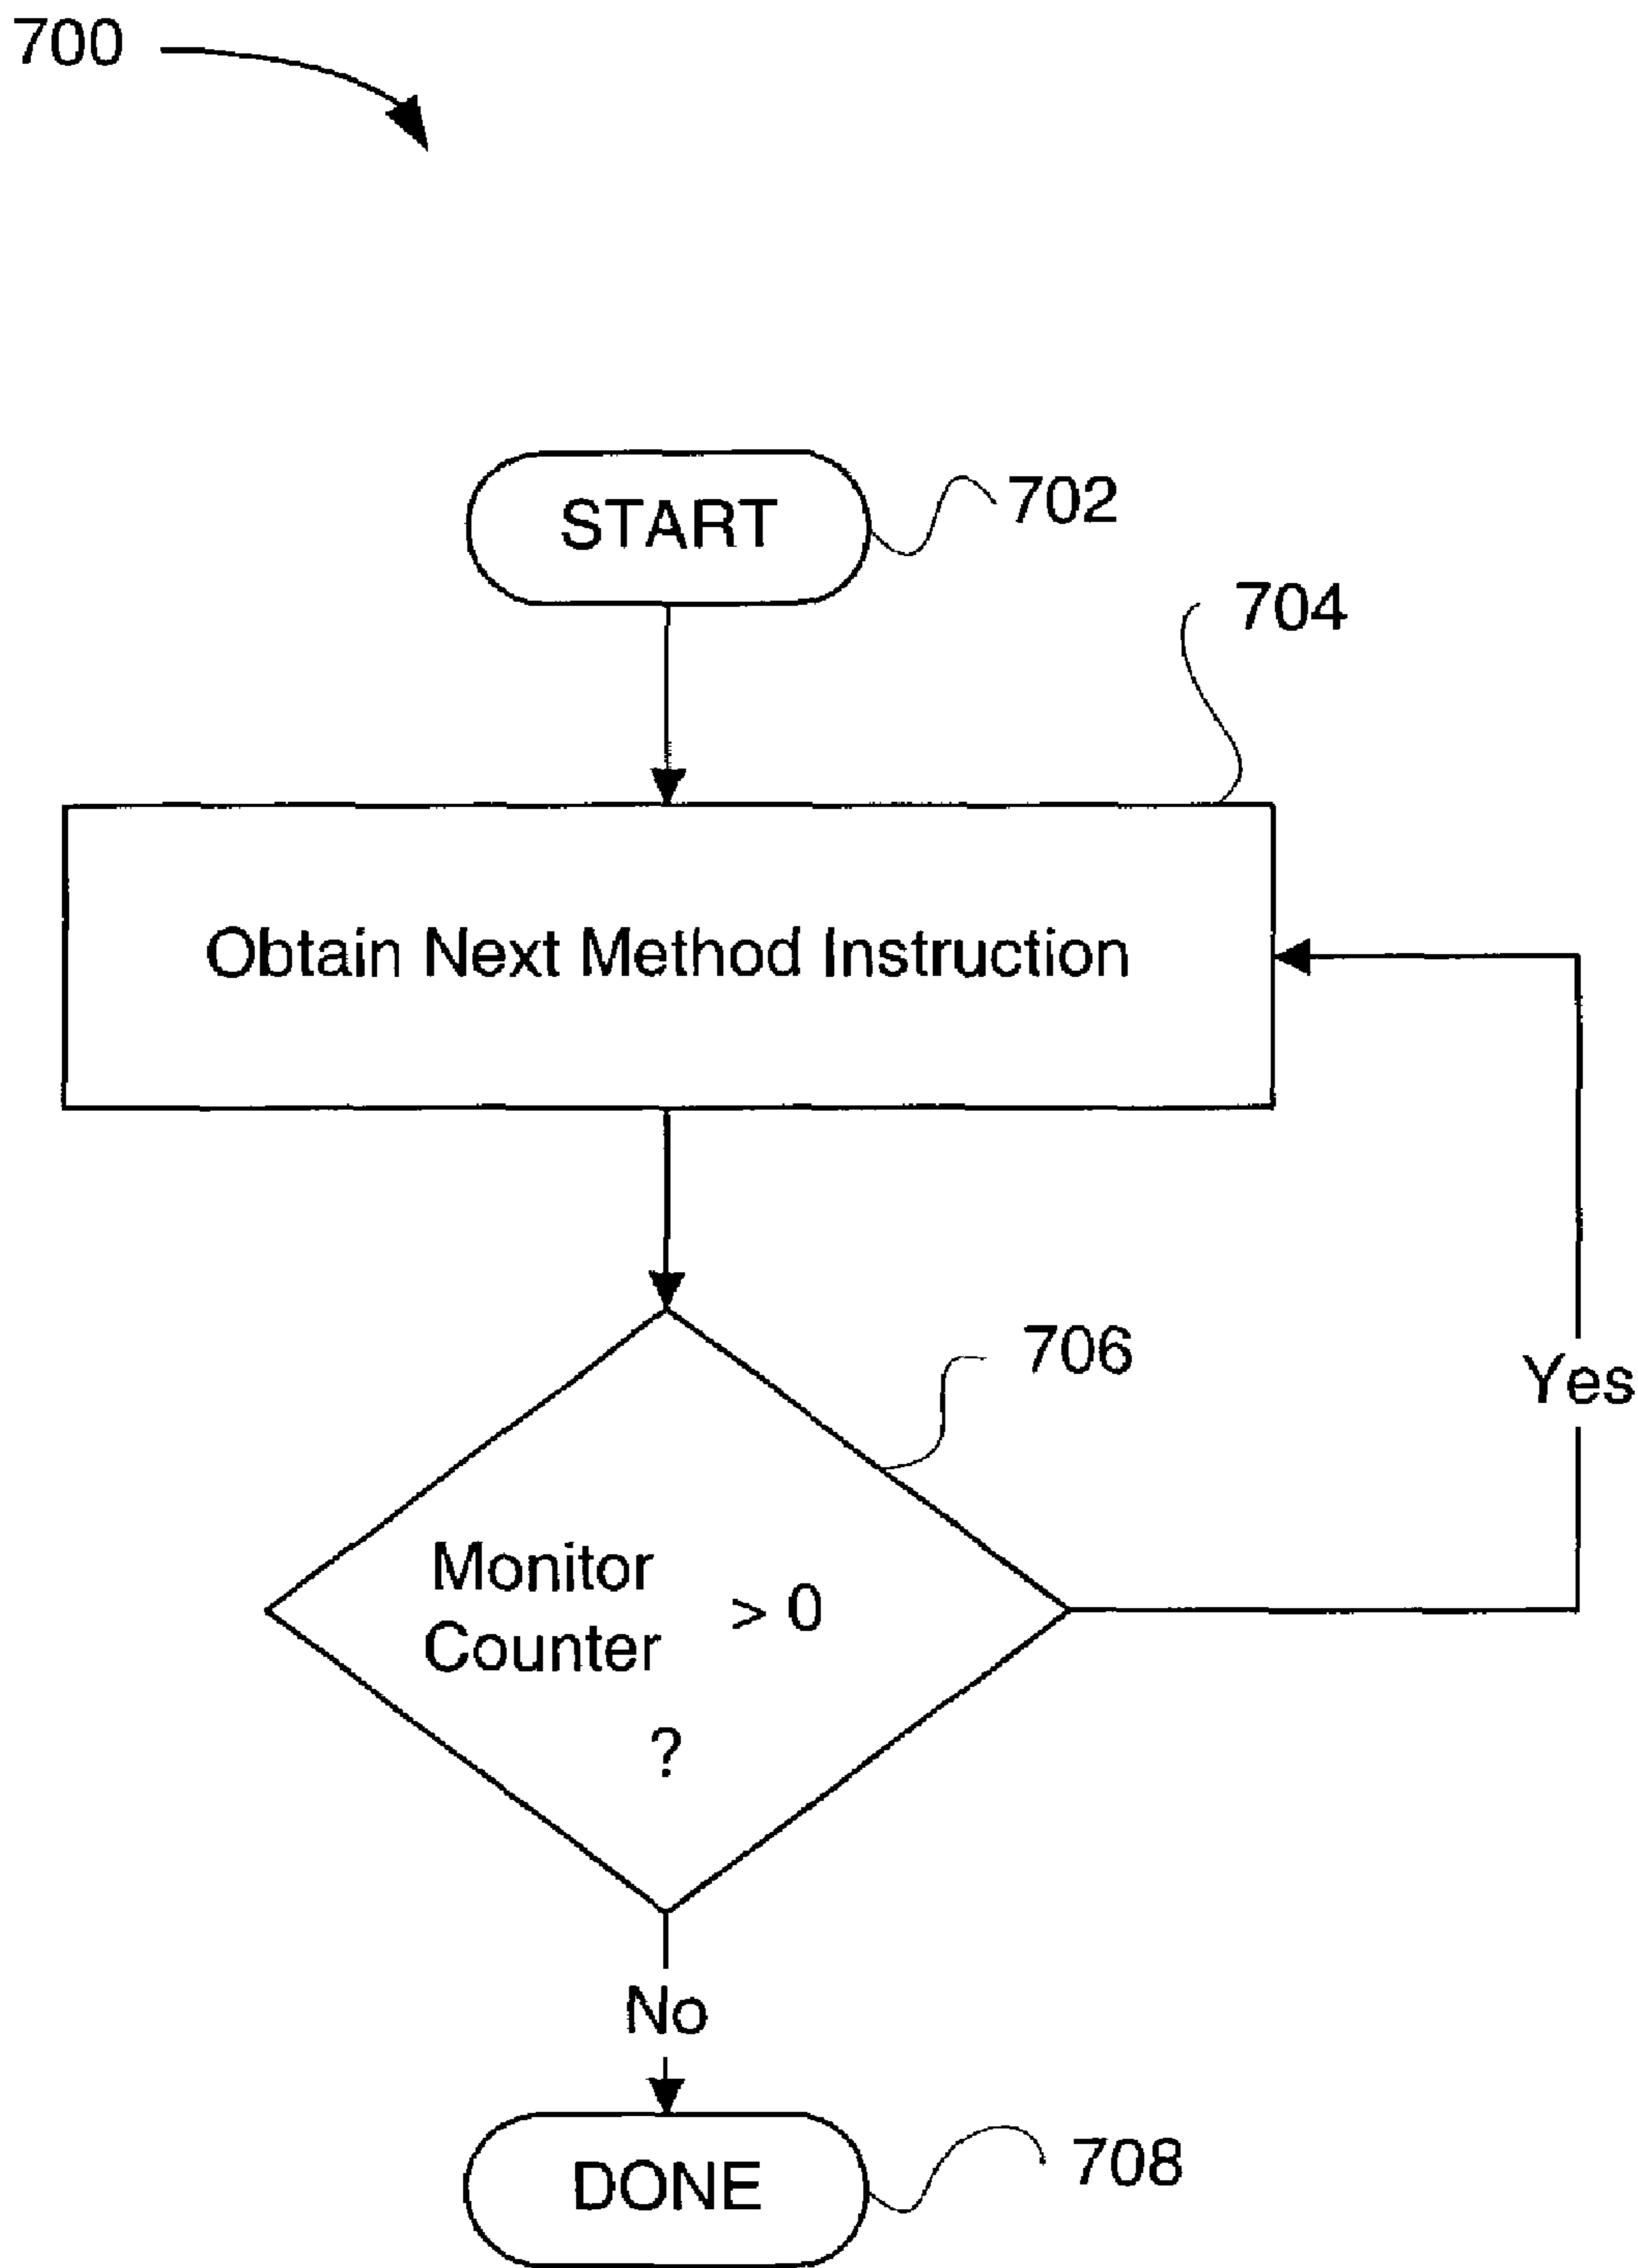 700
START
702
704
Obtain Next Method Instruction
706
Yes
Monitor
Counter
> 0
?
No
DONE
708